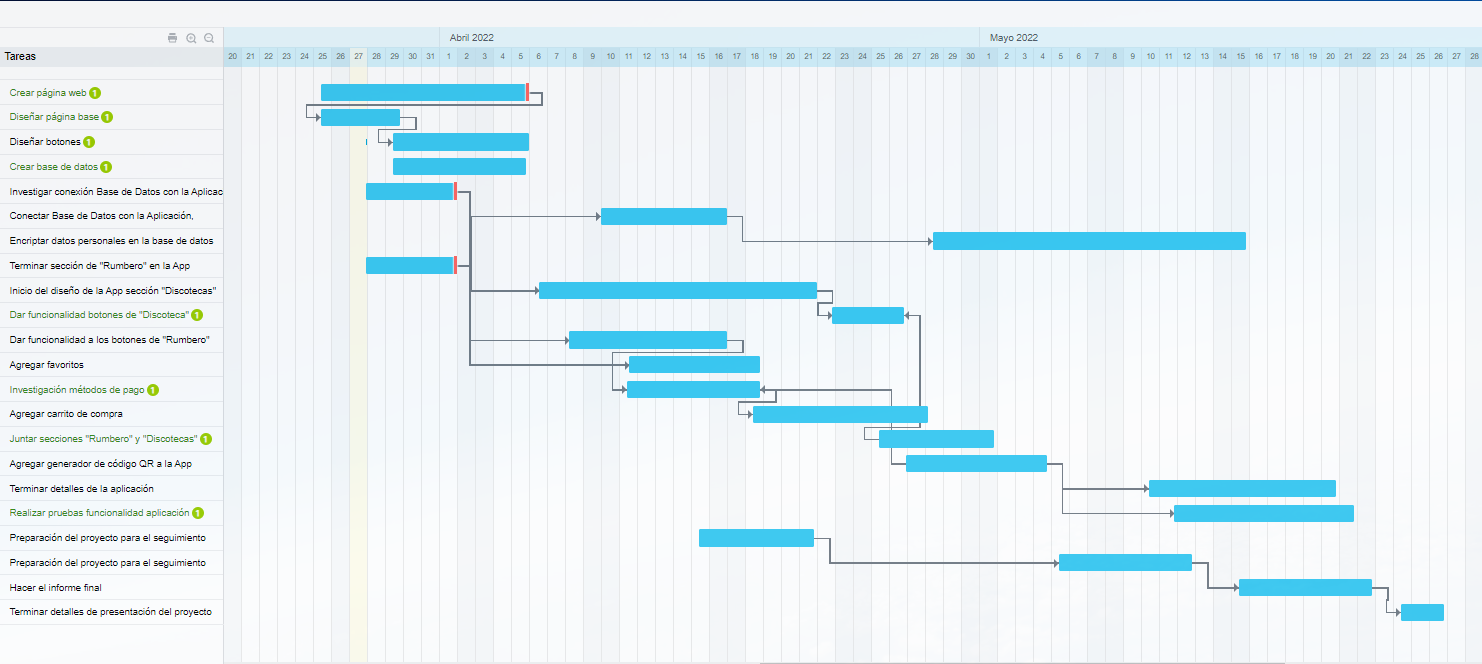 Abril 2022 Mayo 2022
Tareas 20 21 22 23 24 25 26 27 28 29 30 31 1 2 3 4 5 6 7 8 9 10 11 12 13 14 15 16 17 18 19 20 21 22 23 24 25 26 27 28 29 30 1 2 3 4 5 6 7 8 9 10 11 12 13 14 15 16 17 18 19 20 21 22 23 24 25 26 27 28
Crear página web 1
Diseñar página base 1
Diseñar botones 1
Crear base de datos 1
Investigar conexión Base de Datos con la Aplicac
Conectar Base de Datos con la Aplicación,
Encriptar datos personales en la base de datos
Terminar sección de "Rumbero" en la App
Inicio del diseño de la App sección "Discotecas"
Dar funcionalidad botones de "Discoteca" 1
Dar funcionalidad a los botones de "Rumbero"
Agregar favoritos
Investigación métodos de pago 1
Agregar carrito de compra
Juntar secciones "Rumbero" y "Discotecas" 1
Agregar generador de código QR a la App
Terminar detalles de la aplicación
Realizar pruebas funcionalidad aplicación 1
Preparación del proyecto para el seguimiento
Preparación del proyecto para el seguimiento
Hacer el informe final
Terminar detalles de presentación del proyecto